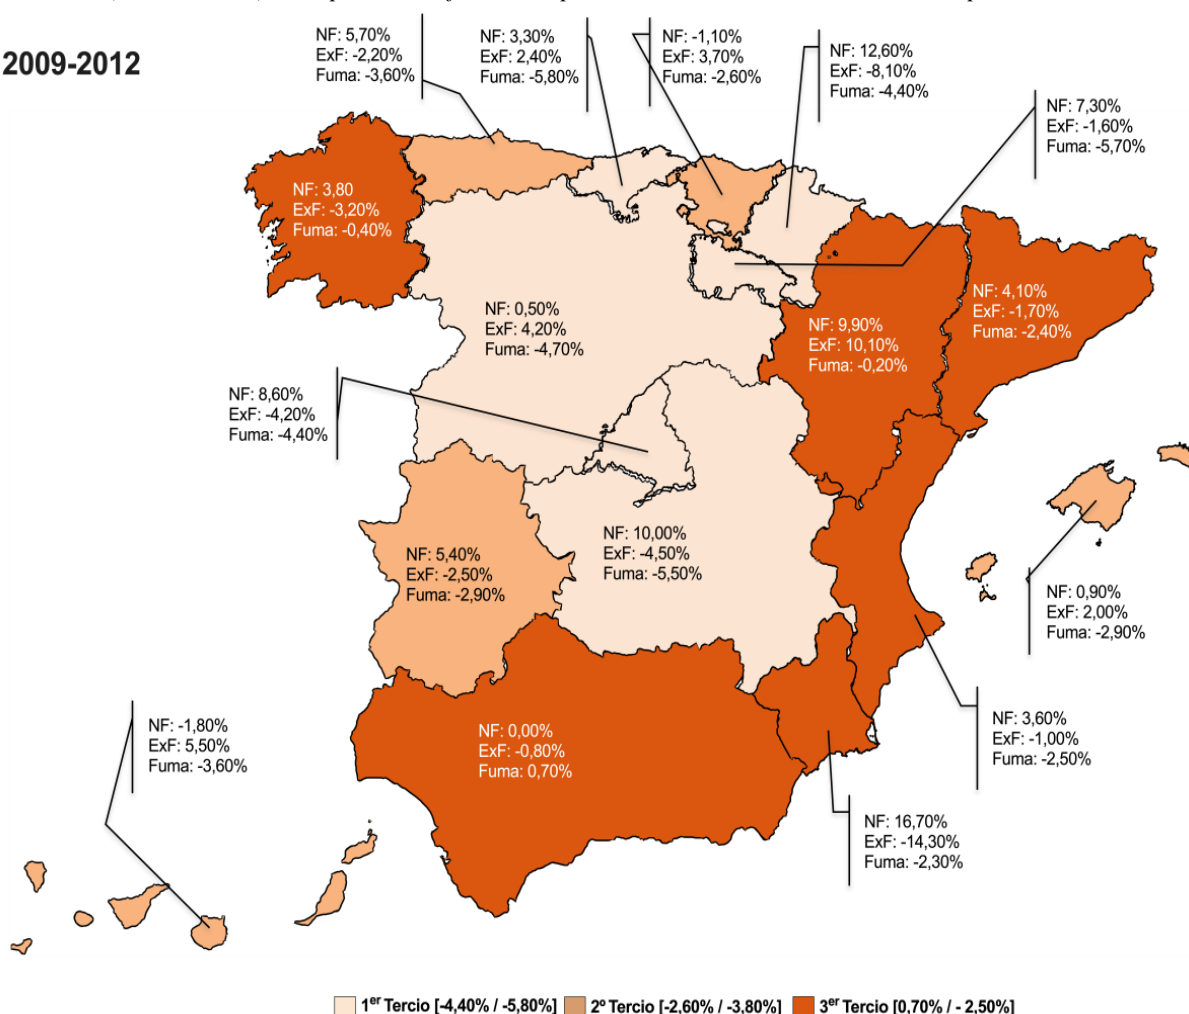 2009-2012
NF: 5,70%
ExF: -2,20%
Fuma: -3,60%
NF: 3,30%
ExF: 2,40%
Fuma: -5,80%
NF: -1,10%
ExF: 3,70%
Fuma: -2,60%
NF: 12,60%
ExF: -8,10%
Fuma: -4,40%
NF: 7,30%
ExF: -1,60%
Fuma: -5,70%
NF: 3,80
ExF: -3,20%
Fuma: -0,40%
NF: 0,50%
ExF: 4,20%
Fuma: -4,70%
NF: 9,90%
ExF: 10,10%
Fuma: -0,20%
NF: 4,10%
ExF: -1,70%
Fuma: -2,40%
NF: 8,60%
ExF: -4,20%
Fuma: -4,40%
NF: 5,40%
ExF: -2,50%
Fuma: -2,90%
NF: 10,00%
ExF: -4,50%
Fuma: -5,50%
NF: 0,90%
ExF: 2,00%
Fuma: -2,90%
NF: -1,80%
ExF: 5,50%
Fuma: -3,60%
NF: 0,00%
ExF: -0,80%
Fuma: 0,70%
NF: 3,60%
ExF: -1,00%
Fuma: -2,50%
NF: 16,70%
ExF: -14,30%
Fuma: -2,30%
1er Tercio [-4,40% / -5,80%] 2º Tercio [-2,60% / -3,80%] 3er Tercio [0,70% / - 2,50%]